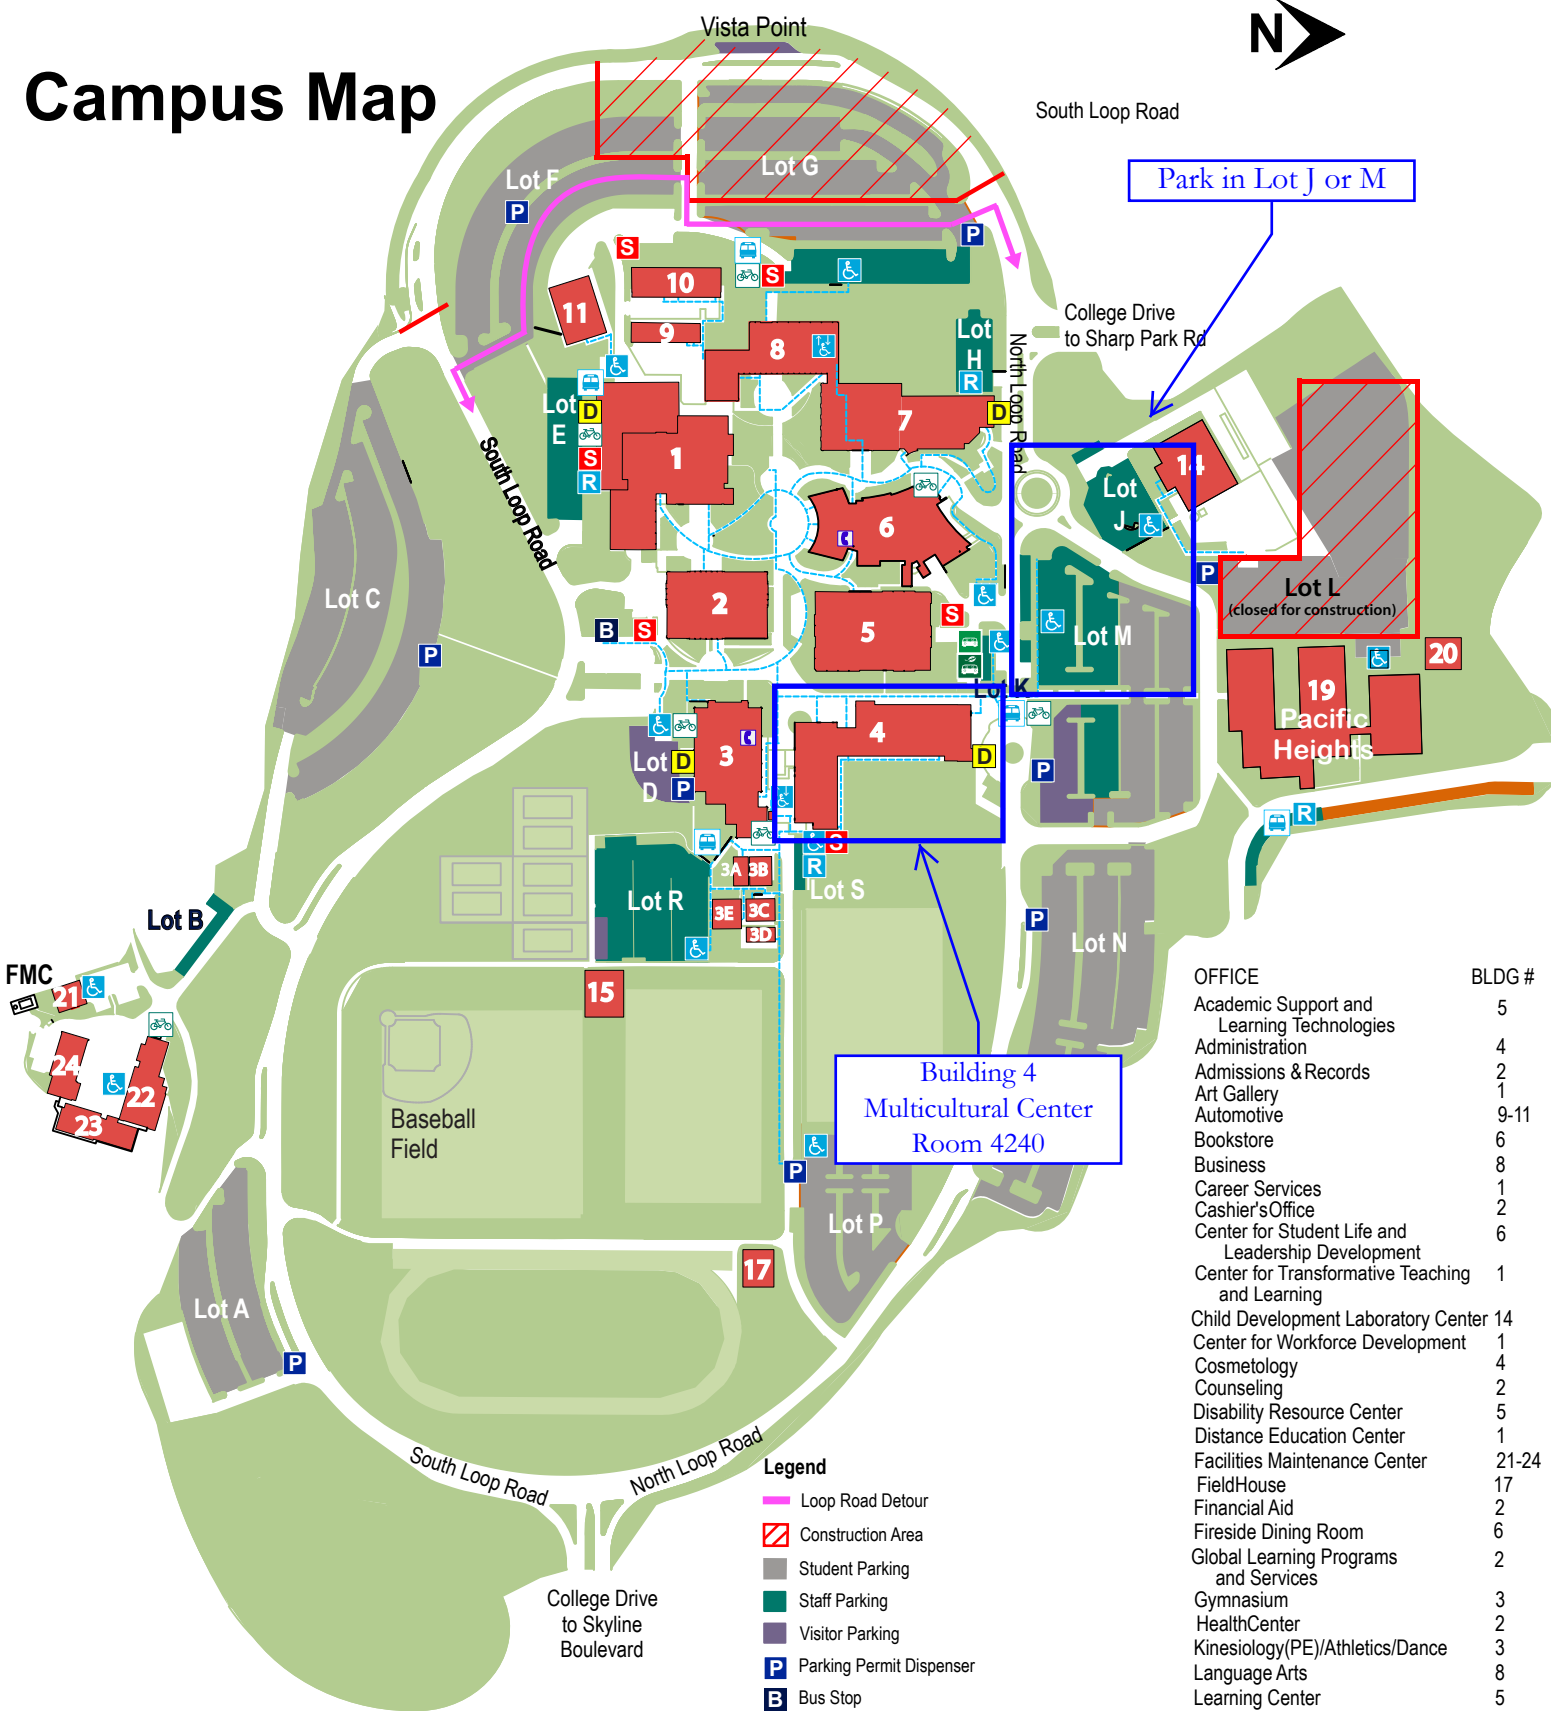 Campus Map
Vista Point
N
South Loop Road
Park in Lot J or M
Lot G
Lot F
P
P
S
S
10
11
9
8
College Drive
to Sharp Park Rd
Lot
H
R
North Loop Road
D
7
Lot
E
D
S
R
1
South Loop Road
14
Lot
J
6
Lot C
2
5
S
B
S
P
Lot M
P
Lot L
(closed for construction)
20
19
Pacific
Heights
Lot K
4
D
3
Lot
D
D
P
P
R
S
R
Lot S
3A
3B
3C
3D
3E
Lot R
Lot B
P
Lot N
FMC
21
24
22
23
15
Baseball
Field
Building 4
Multicultural Center
Room 4240
P
Lot P
17
Lot A
P
South Loop Road
North Loop Road
College Drive
to Skyline
Boulevard
Legend
Loop Road Detour
Construction Area
Student Parking
Staff Parking
Visitor Parking
P Parking Permit Dispenser
B Bus Stop
OFFICE BLDG #
Academic Support and 5
Learning Technologies
Administration 4
Admissions & Records 2
Art Gallery 1
Automotive 9-11
Bookstore 6
Business 8
Career Services 1
Cashier'sOffice 2
Center for Student Life and 6
Leadership Development
Center for Transformative Teaching 1
and Learning
Child Development Laboratory Center 14
Center for Workforce Development 1
Cosmetology 4
Counseling 2
Disability Resource Center 5
Distance Education Center 1
Facilities Maintenance Center 21-24
FieldHouse 17
Financial Aid 2
Fireside Dining Room 6
Global Learning Programs 2
and Services
Gymnasium 3
HealthCenter 2
Kinesiology(PE)/Athletics/Dance 3
Language Arts 8
Learning Center 5